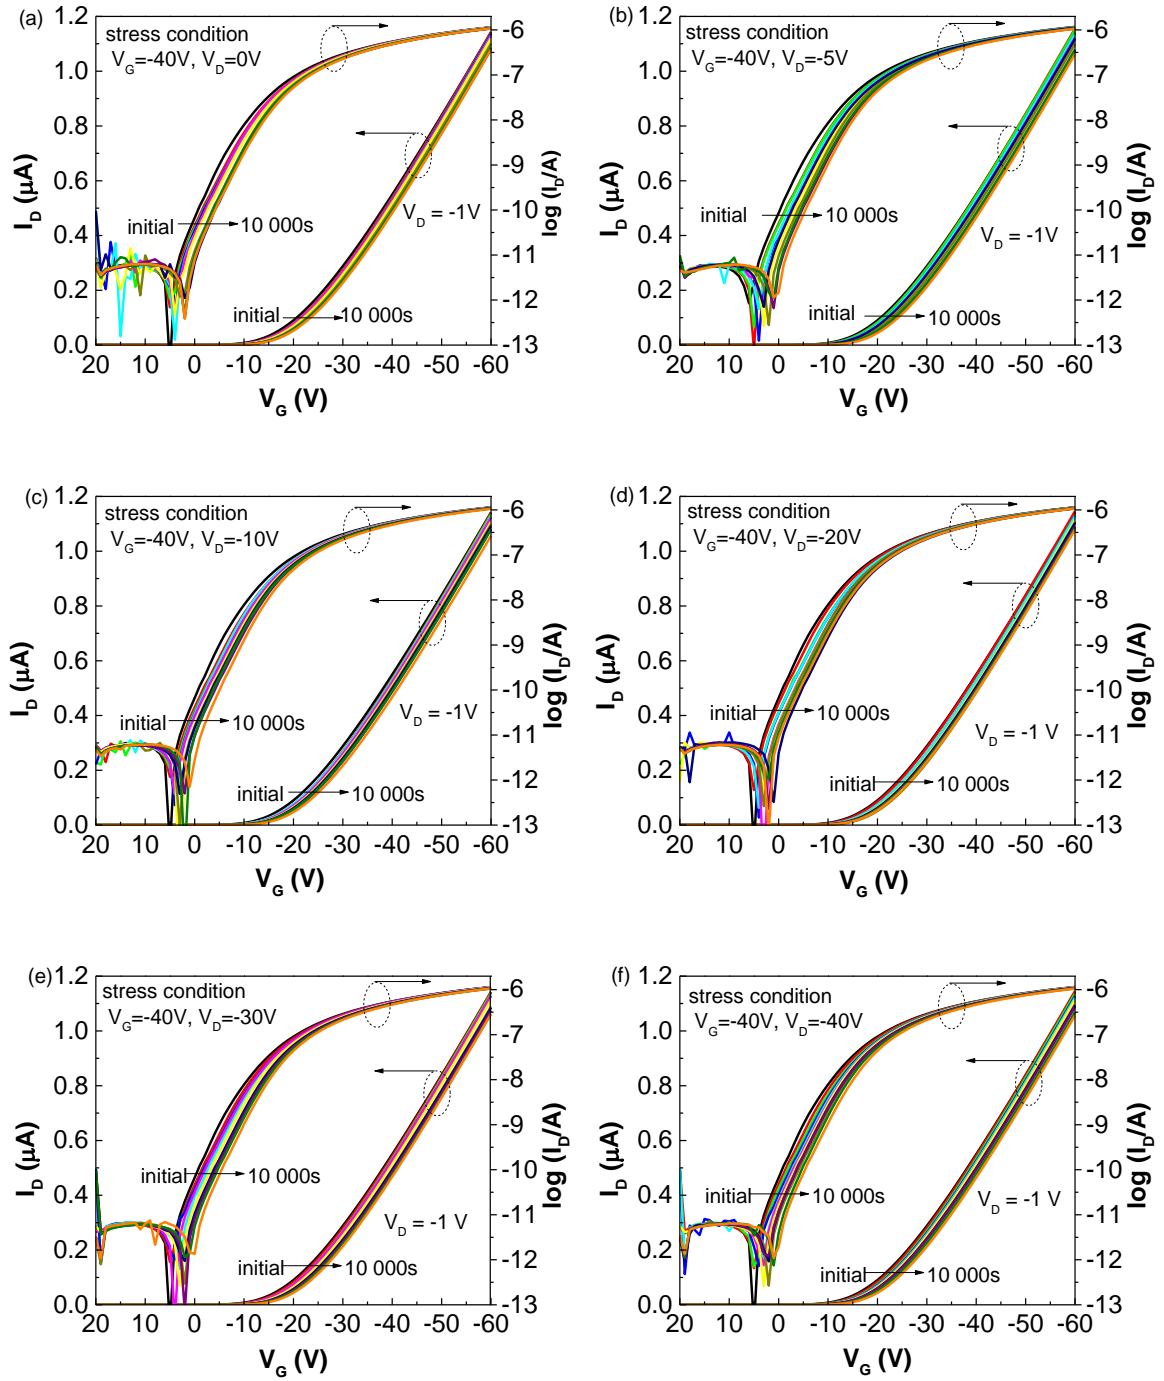 (a)
stress condition
V_G=-40V, V_D=0V
initial
10 000s
V_D = -1V
initial
10 000s
1.2
1.0
0.8
0.6
0.4
0.2
0.0
I_D (μA)
-6
-7
-8
-9
-10
-11
-12
-13
log (I_D/A)
20 10 0 -10 -20 -30 -40 -50 -60
V_G (V)
(b)
stress condition
V_G=-40V, V_D=-5V
initial
10 000s
V_D = -1V
initial
10 000s
1.2
1.0
0.8
0.6
0.4
0.2
0.0
I_D (μA)
-6
-7
-8
-9
-10
-11
-12
-13
log (I_D/A)
20 10 0 -10 -20 -30 -40 -50 -60
V_G (V)
(c)
stress condition
V_G=-40V, V_D=-10V
initial
10 000s
V_D = -1V
initial
10 000s
1.2
1.0
0.8
0.6
0.4
0.2
0.0
I_D (μA)
-6
-7
-8
-9
-10
-11
-12
-13
log (I_D/A)
20 10 0 -10 -20 -30 -40 -50 -60
V_G (V)
(d)
stress condition
V_G=-40V, V_D=-20V
initial
10 000s
V_D = -1 V
initial
10 000s
1.2
1.0
0.8
0.6
0.4
0.2
0.0
I_D (μA)
-6
-7
-8
-9
-10
-11
-12
-13
log (I_D/A)
20 10 0 -10 -20 -30 -40 -50 -60
V_G (V)
(e)
stress condition
V_G=-40V, V_D=-30V
initial
10 000s
V_D = -1 V
initial
10 000s
1.2
1.0
0.8
0.6
0.4
0.2
0.0
I_D (μA)
-6
-7
-8
-9
-10
-11
-12
-13
log (I_D/A)
20 10 0 -10 -20 -30 -40 -50 -60
V_G (V)
(f)
stress condition
V_G=-40V, V_D=-40V
initial
10 000s
V_D = -1 V
initial
10 000s
1.2
1.0
0.8
0.6
0.4
0.2
0.0
I_D (μA)
-6
-7
-8
-9
-10
-11
-12
-13
log (I_D/A)
20 10 0 -10 -20 -30 -40 -50 -60
V_G (V)